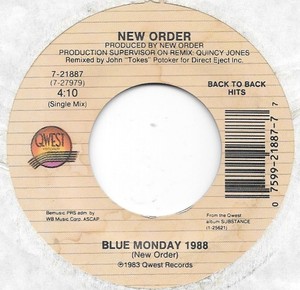 NEW ORDER
PRODUCED BY NEW ORDER
PRODUCTION SUPERVISOR ON REMIX: QUINCY JONES
Remixed by John "Tokes" Potoker for Direct Eject Inc.
7-21887
(7-27979)
4:10
(Single Mix)
BACK TO BACK
HITS
QWEST
7
0 7599-21887-7
Bemusic PRS adm. by
WB Music Corp. ASCAP
From the Qwest
album SUBSTANCE
(1-25621)
BLUE MONDAY 1988
(New Order)
℗1983 Qwest Records